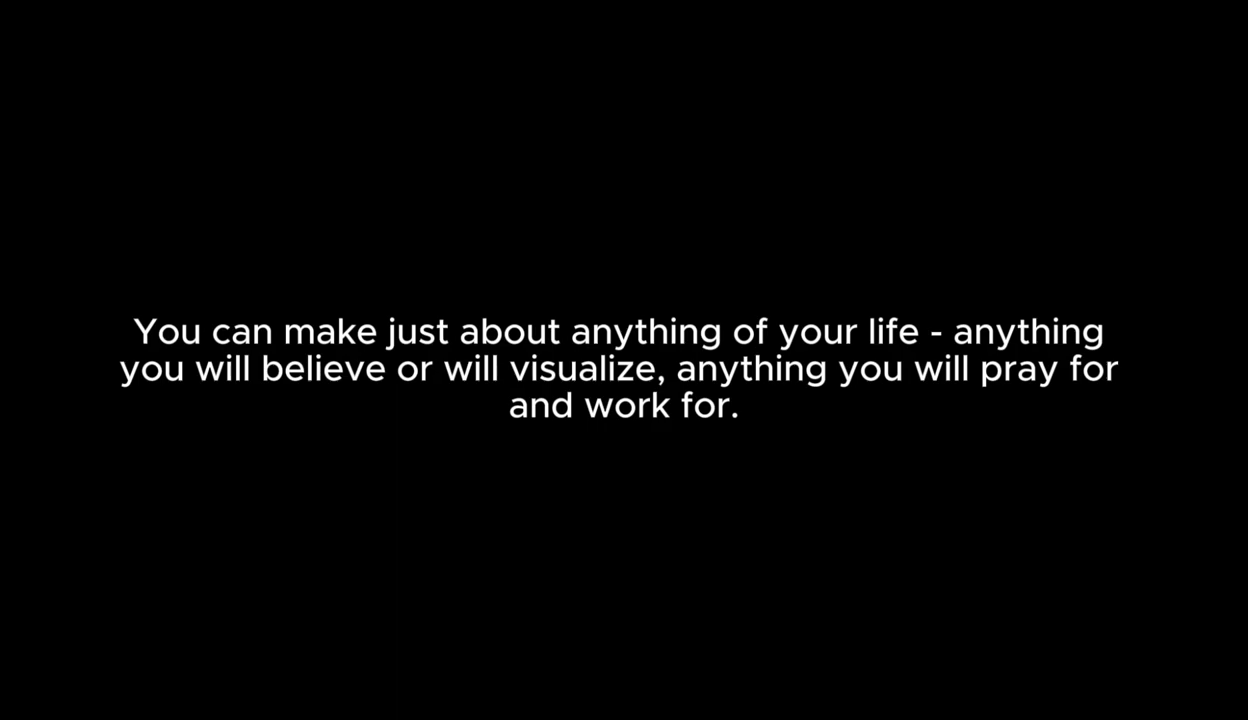 You can make just about anything of your life - anything
you will believe or will visualize, anything you will pray for
and work for.